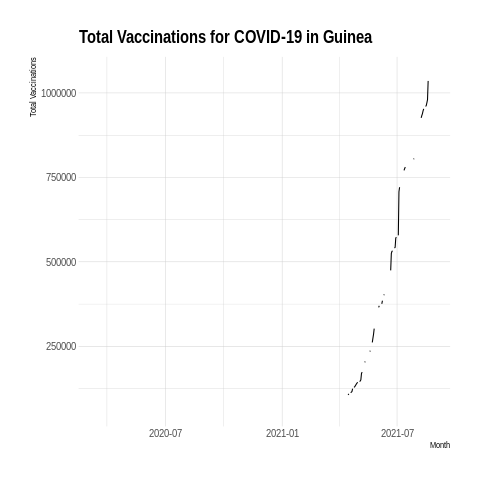 Total Vaccinations for COVID-19 in Guinea
Total Vaccinations
1000000
750000
500000
250000
2020-07 2021-01 2021-07
Month